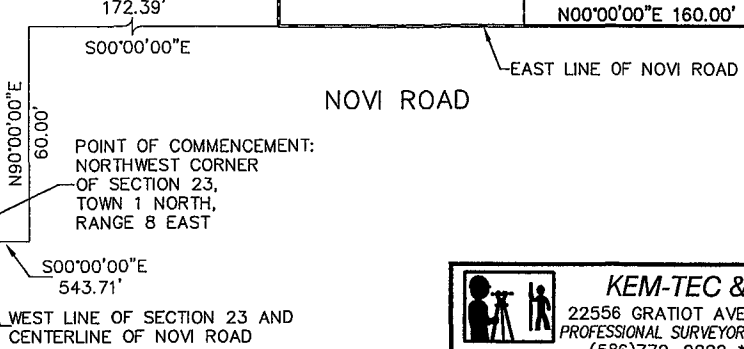 172.39'
N00°00'00"E 160.00'
S00°00'00"E
EAST LINE OF NOVI ROAD
NOVI ROAD
N90°00'00"E
60.00'
POINT OF COMMENCEMENT:
NORTHWEST CORNER
OF SECTION 23,
TOWN 1 NORTH,
RANGE 8 EAST
S00°00'00"E
543.71'
WEST LINE OF SECTION 23 AND
CENTERLINE OF NOVI ROAD
KEM-TEC &
22556 GRATIOT AVE
PROFESSIONAL SURVEYOR